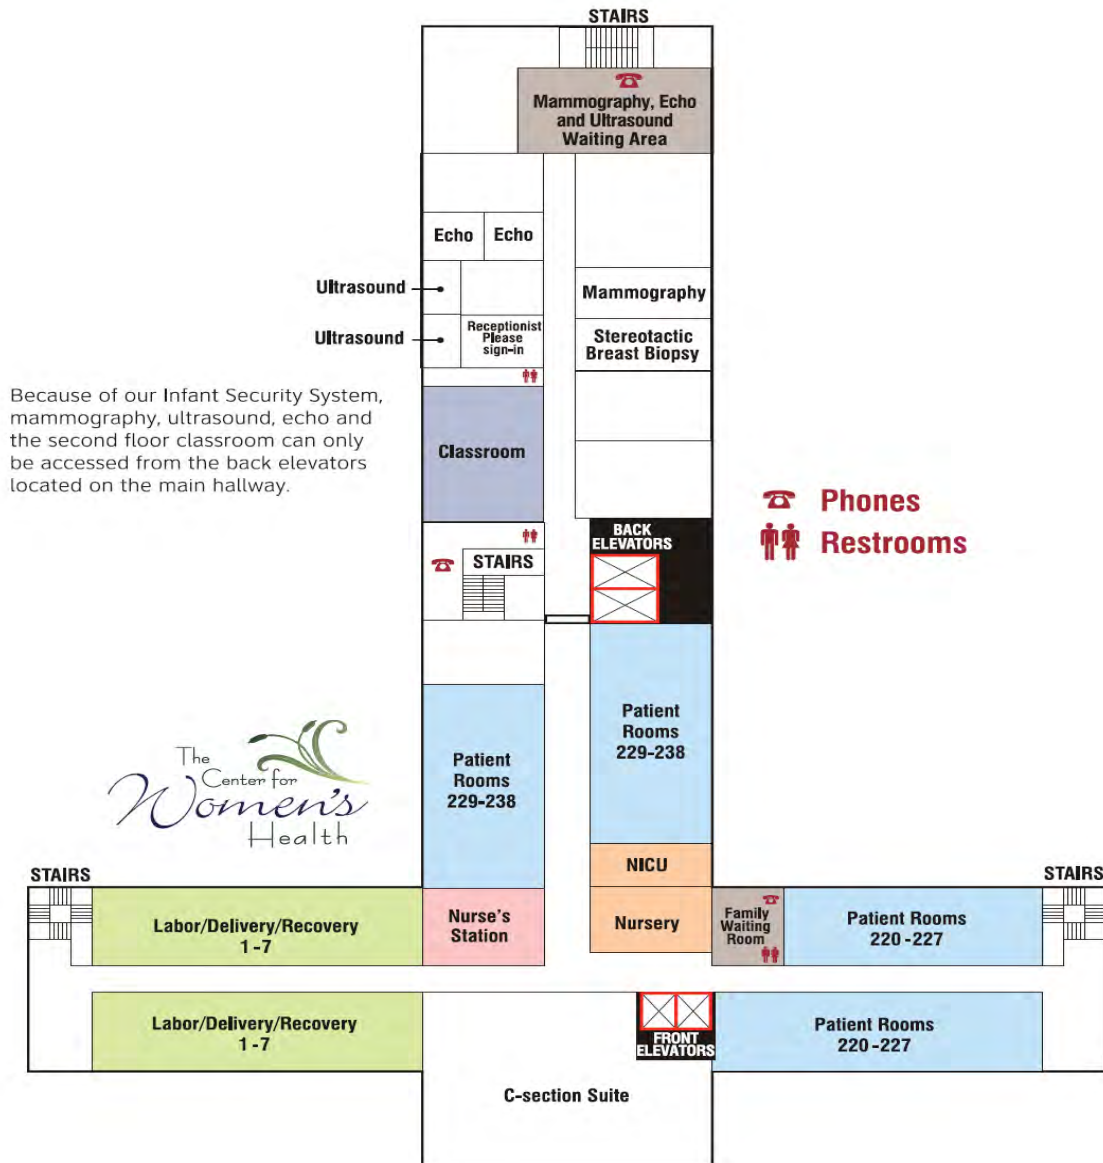 STAIRS
Mammography, Echo
and Ultrasound
Waiting Area
Echo
Echo
Ultrasound
Mammography
Ultrasound
Receptionist
Please
sign-in
Stereotactic
Breast Biopsy
Because of our Infant Security System,
mammography, ultrasound, echo and
the second floor classroom can only
be accessed from the back elevators
located on the main hallway.
Classroom
Phones
Restrooms
BACK
ELEVATORS
STAIRS
Patient
Rooms
229-238
Patient
Rooms
229-238
The
Center for
Women's
Health
NICU
STAIRS
STAIRS
Labor/Delivery/Recovery
1-7
Nurse's
Station
Nursery
Family
Waiting
Room
Patient Rooms
220-227
Labor/Delivery/Recovery
1-7
FRONT
ELEVATORS
Patient Rooms
220-227
C-section Suite